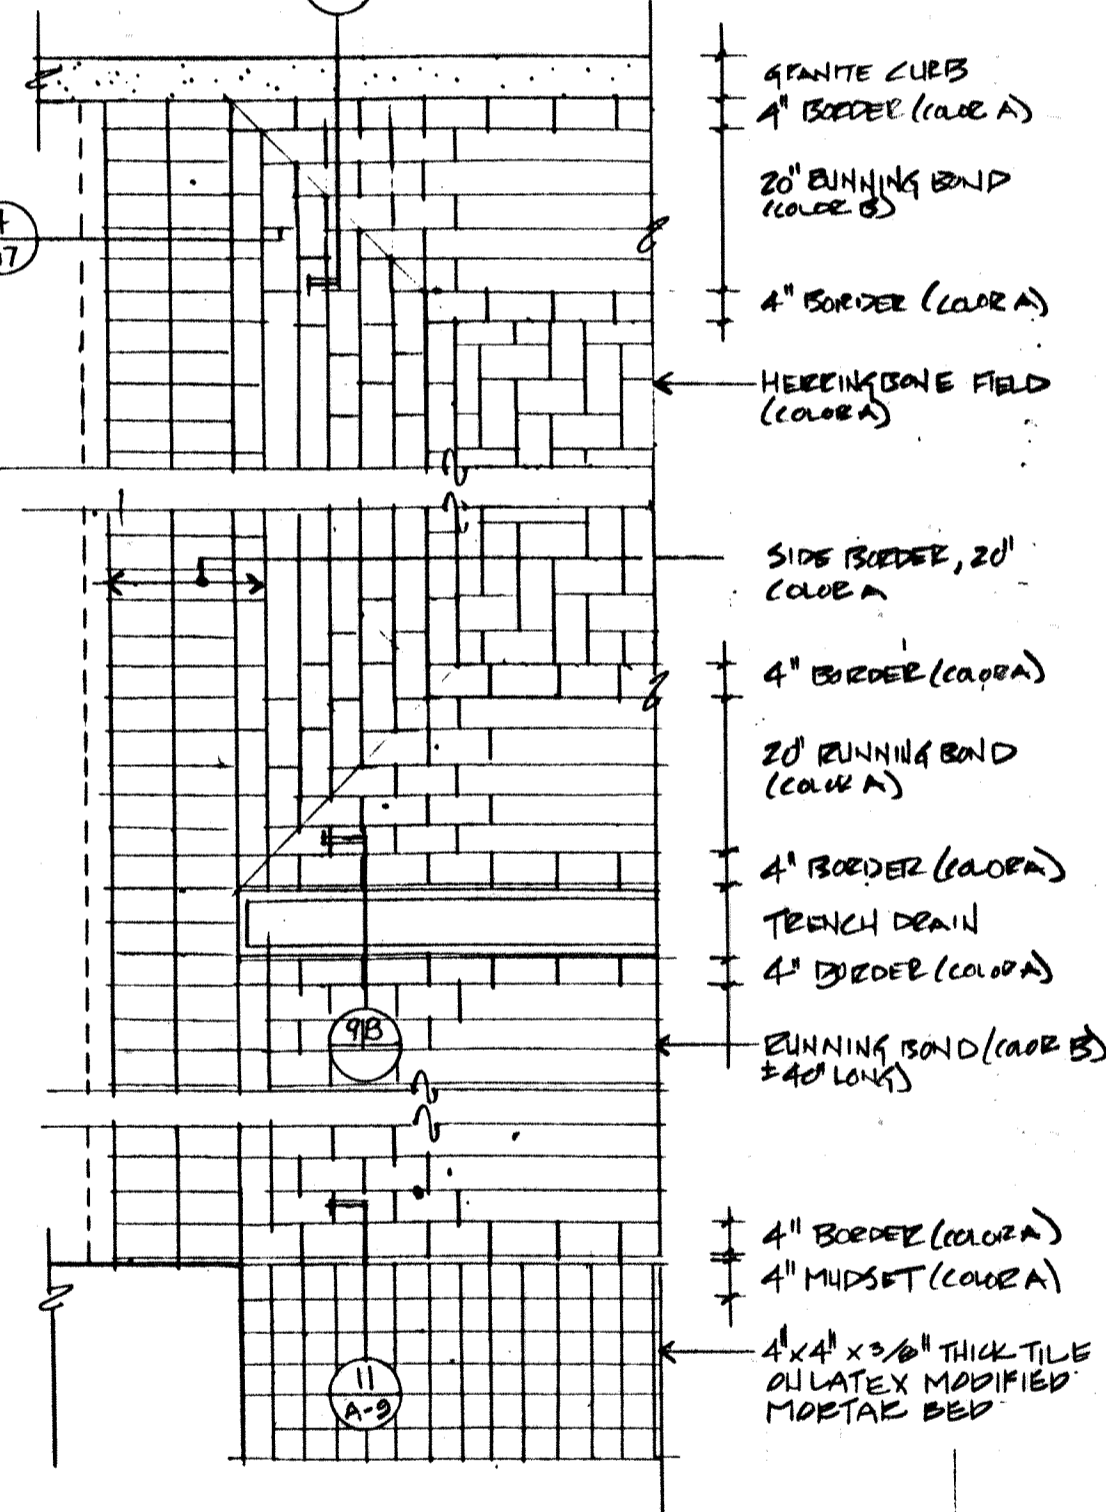 GRANITE CURB
4" BORDER (COLOR A)
20" RUNNING BOND
(COLOR B)
4" BORDER (COLOR A)
HERRINGBONE FIELD
(COLOR A)
SIDE BORDER, 20"
COLOR A
4" BORDER (COLOR A)
20" RUNNING BOND
(COLOR A)
4" BORDER (COLOR A)
TRENCH DRAIN
4" BORDER (COLOR A)
9B
RUNNING BOND (COLOR B)
±40" LONG)
4" BORDER (COLOR A)
4" MUDSET (COLOR A)
4" x 4" x 3/8" THICK TILE
ON LATEX MODIFIED
MORTAR BED
11
A-9